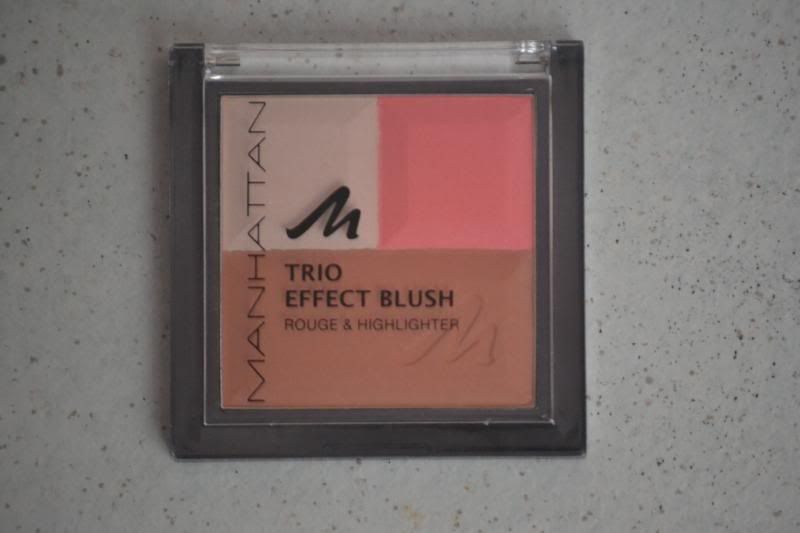 MANHATTAN
M
TRIO
EFFECT BLUSH
ROUGE & HIGHLIGHTER
M